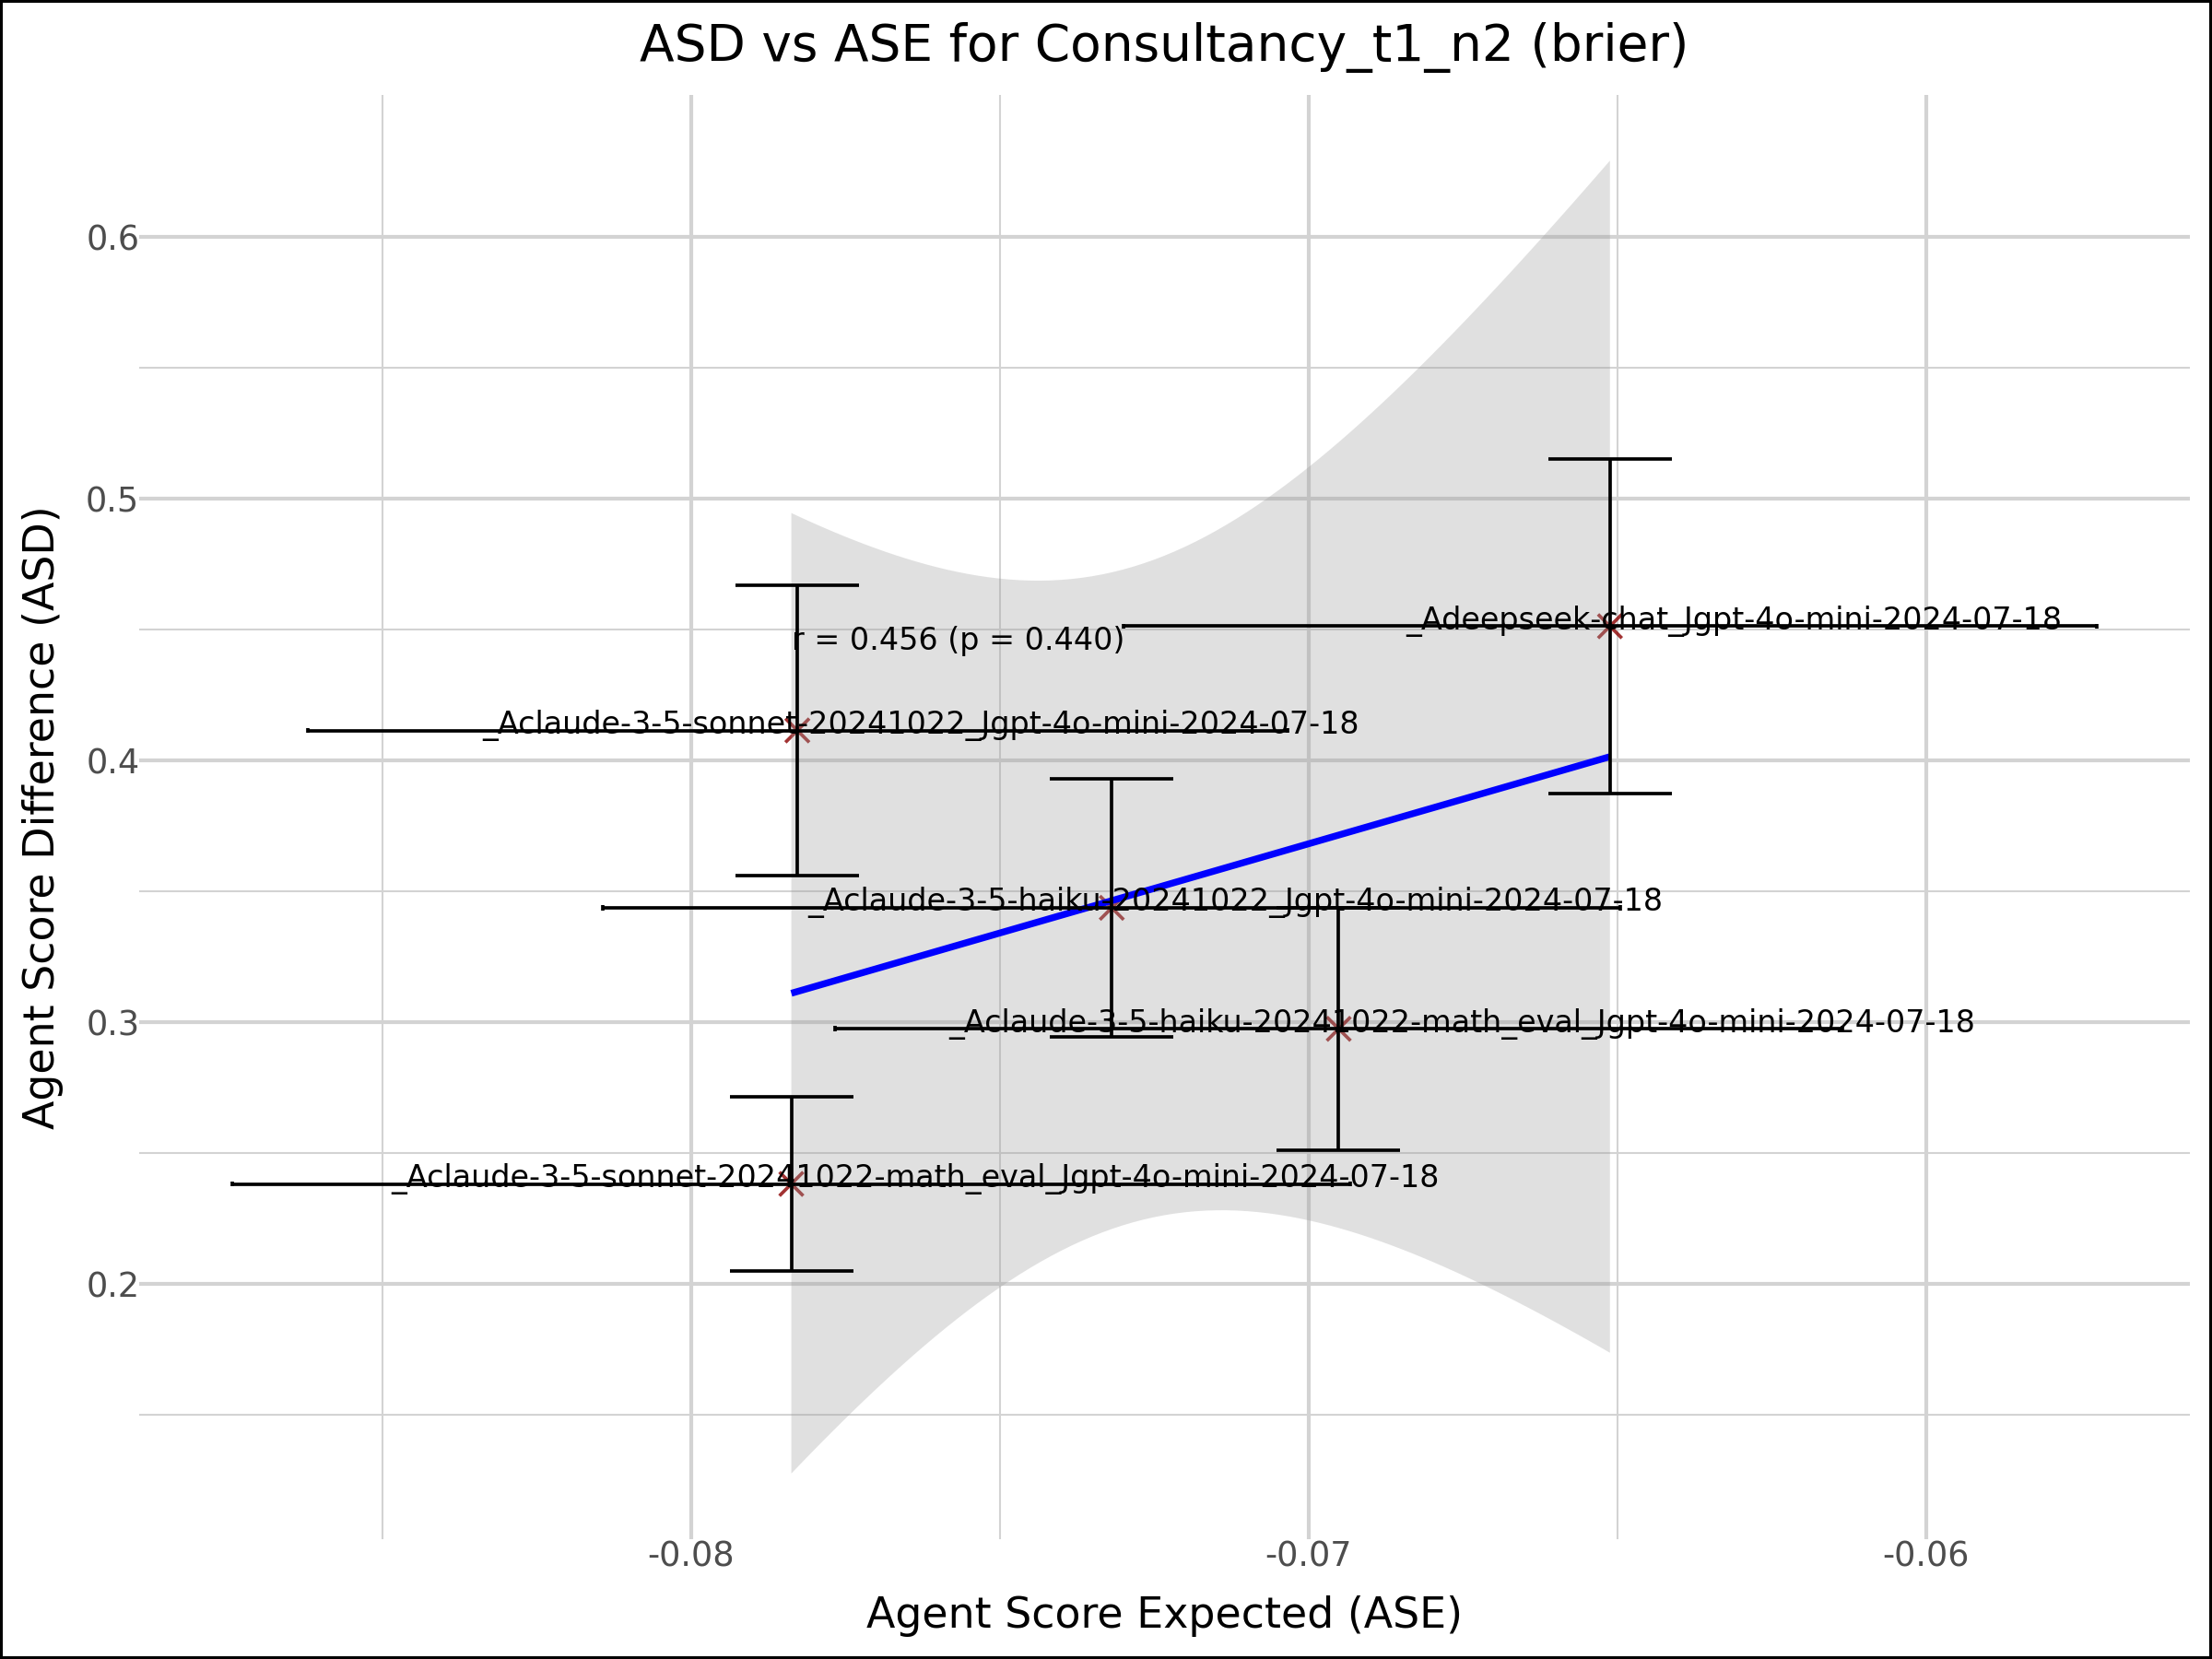 ASD vs ASE for Consultancy_t1_n2 (brier)
Agent Score Difference (ASD)
0.6
0.5
0.4
0.3
0.2
_Adeepseek-chat_Jgpt-4o-mini-2024-07-18
r = 0.456 (p = 0.440)
_Aclaude-3-5-sonnet-20241022_Jgpt-4o-mini-2024-07-18
_Aclaude-3-5-haiku-20241022_Jgpt-4o-mini-2024-07-18
_Aclaude-3-5-haiku-20241022-math_eval_Jgpt-4o-mini-2024-07-18
_Aclaude-3-5-sonnet-20241022-math_eval_Jgpt-4o-mini-2024-07-18
-0.08
-0.07
-0.06
Agent Score Expected (ASE)